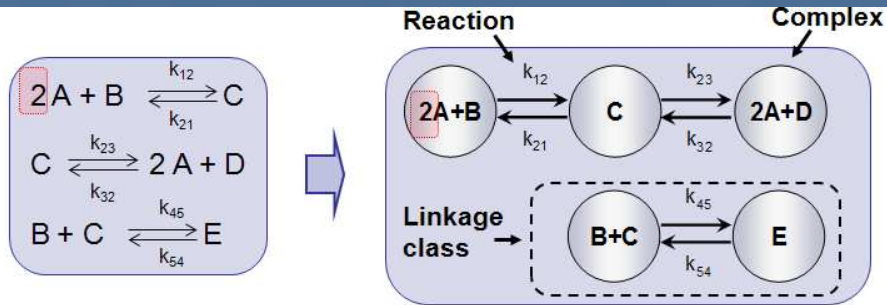 2A + B k12 C
k21
C k23 2 A + D
k32
B + C k45 E
k54
Reaction
Complex
k12 k23
2A+B C 2A+D
k21 k32
Linkage
class
k45
B+C E
k54